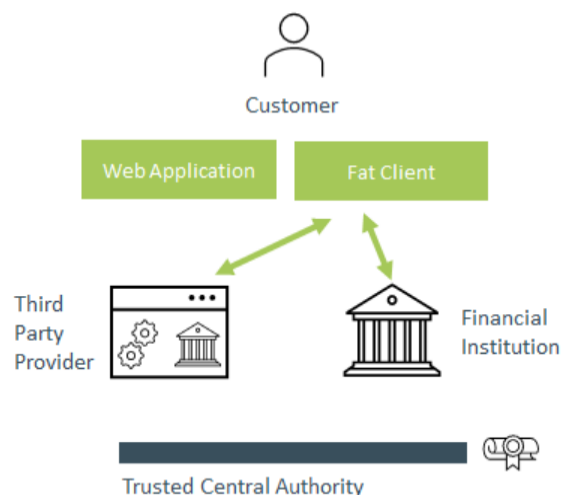 Customer
Web Application
Fat Client
Third
Party
Provider
Financial
Institution
Trusted Central Authority